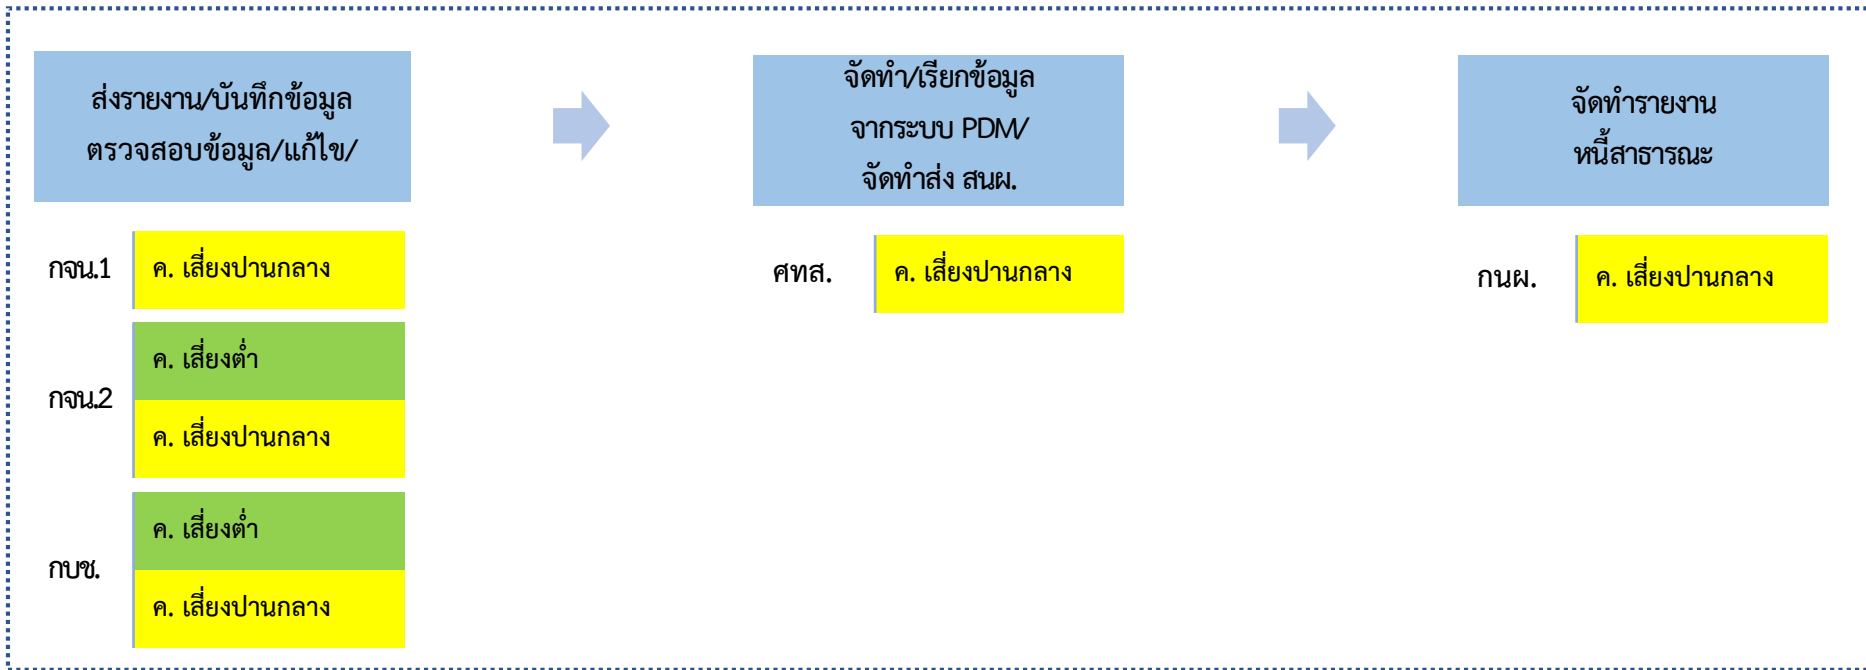 ส่งรายงาน/บันทึกข้อมูล
ตรวจสอบข้อมูล/แก้ไข/
จัดทำ/เรียกข้อมูล
จากระบบ PDM/
จัดทำส่ง สนผ.
จัดทำรายงาน
หนี้สาธารณะ
กจน.1
ค. เสี่ยงปานกลาง
ศทส.
ค. เสี่ยงปานกลาง
กนผ.
ค. เสี่ยงปานกลาง
กจน.2
ค. เสี่ยงต่ำ
ค. เสี่ยงปานกลาง
กบช.
ค. เสี่ยงต่ำ
ค. เสี่ยงปานกลาง